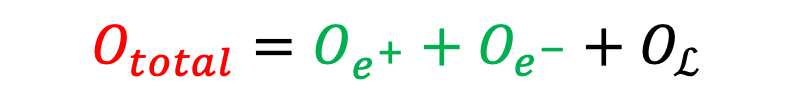 O_total = O_e⁺ + O_e⁻ + O_ℒ